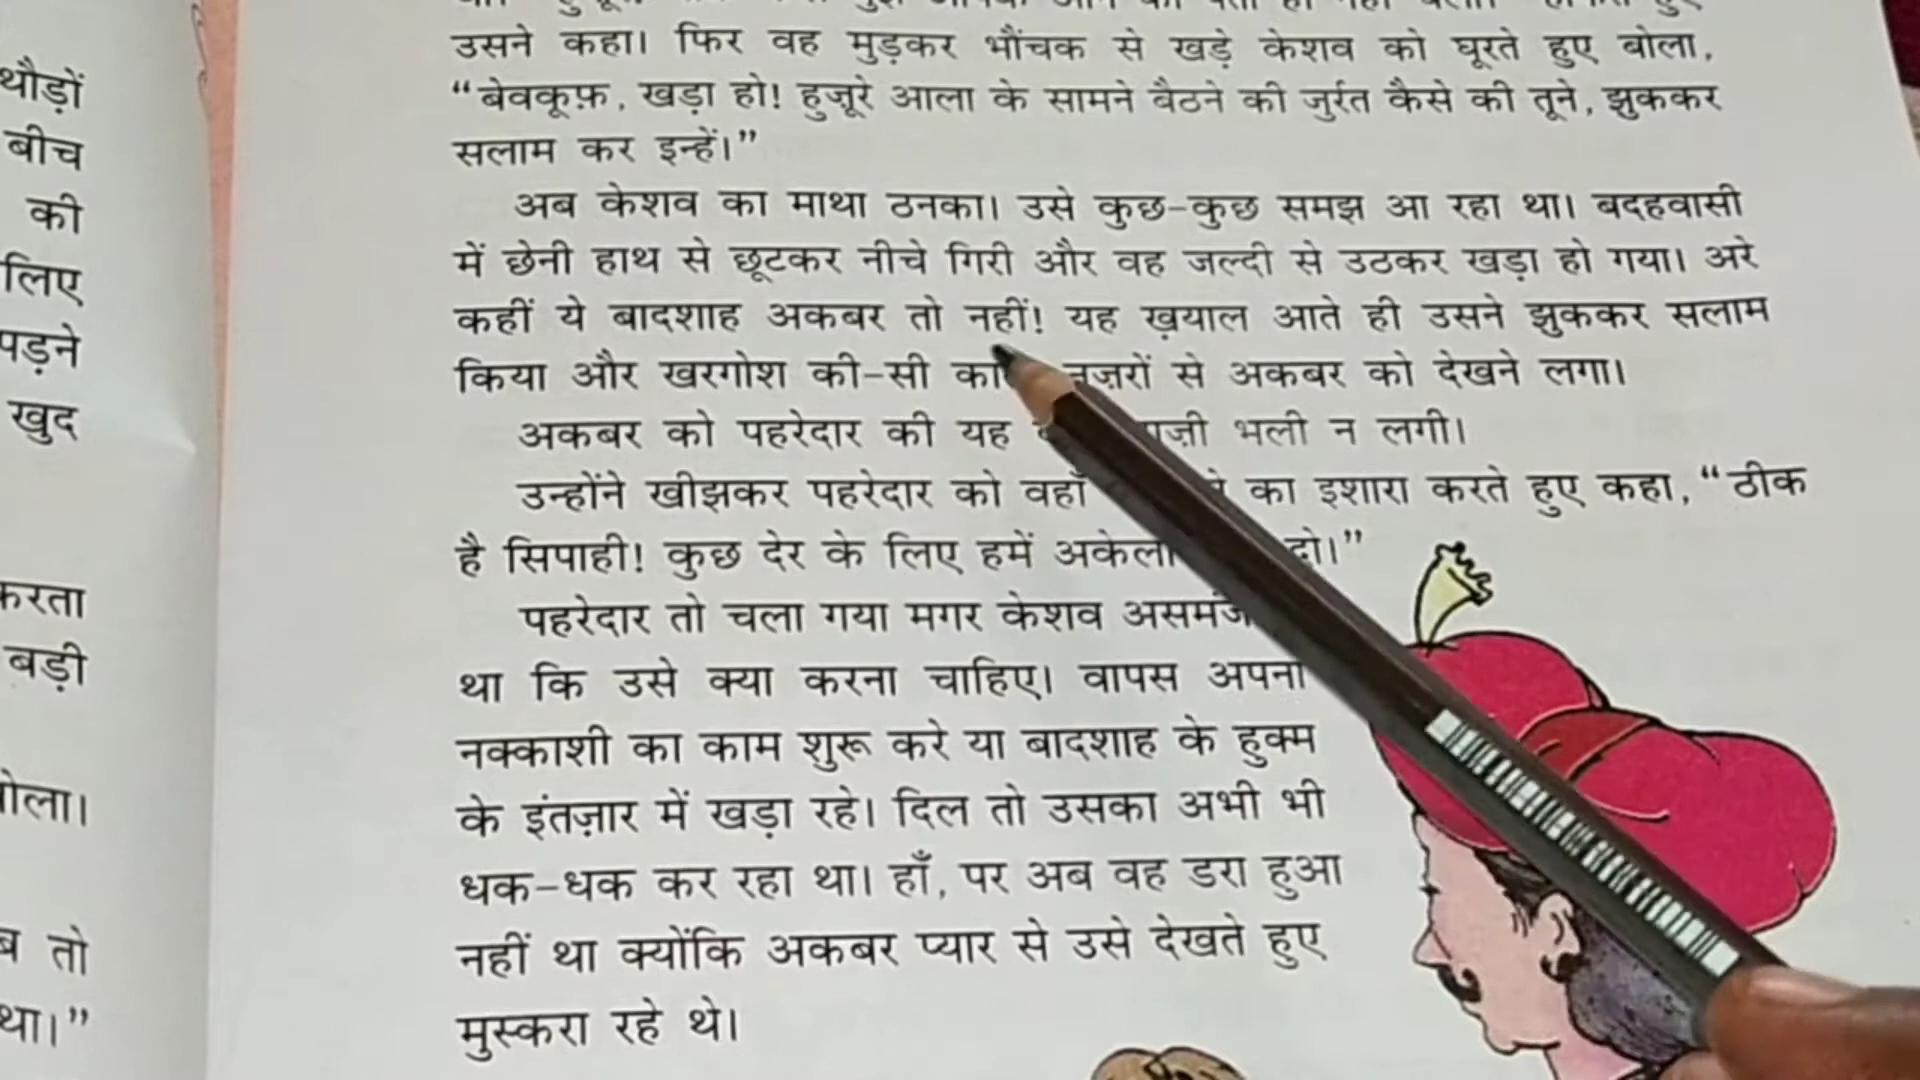 थौड़ों
बीच
की
लिए
पड़ने
खुद
करता
बड़ी
तो
था।”
उसने कहा। फिर वह मुड़कर भौंचक से खड़े केशव को घूरते हुए बोला,
“बेवकूफ़, खड़ा हो! हुज़ूरे आला के सामने बैठने की जुर्रत कैसे की तूने, झुककर
सलाम कर इन्हें।”
अब केशव का माथा ठनका। उसे कुछ-कुछ समझ आ रहा था। बदहवासी
में छेनी हाथ से छूटकर नीचे गिरी और वह जल्दी से उठकर खड़ा हो गया। अरे
कहीं ये बादशाह अकबर तो नहीं! यह ख़याल आते ही उसने झुककर सलाम
किया और खरगोश की-सी नज़रों से अकबर को देखने लगा।
अकबर को पहरेदार की यह भली न लगी।
उन्होंने खीझकर पहरेदार को वहाँ का इशारा करते हुए कहा, “ठीक
है सिपाही! कुछ देर के लिए हमें अकेला दो।”
पहरेदार तो चला गया मगर केशव
था कि उसे क्या करना चाहिए। वापस अपना
नक्काशी का काम शुरू करे या बादशाह के हुक्म
के इंतज़ार में खड़ा रहे। दिल तो उसका अभी भी
धक-धक कर रहा था। हाँ, पर अब वह डरा हुआ
नहीं था क्योंकि अकबर प्यार से उसे देखते हुए
मुस्करा रहे थे।